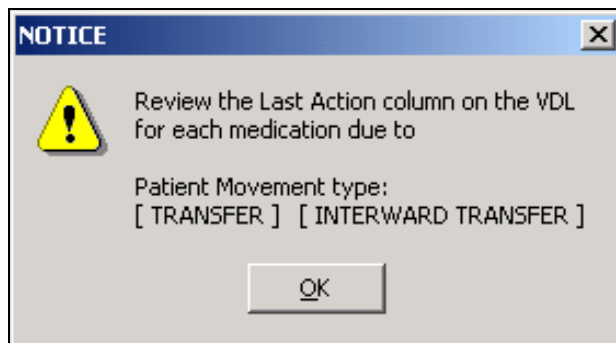 NOTICE
Review the Last Action column on the VDL
for each medication due to
Patient Movement type:
[ TRANSFER ] [ INTERWARD TRANSFER ]
OK